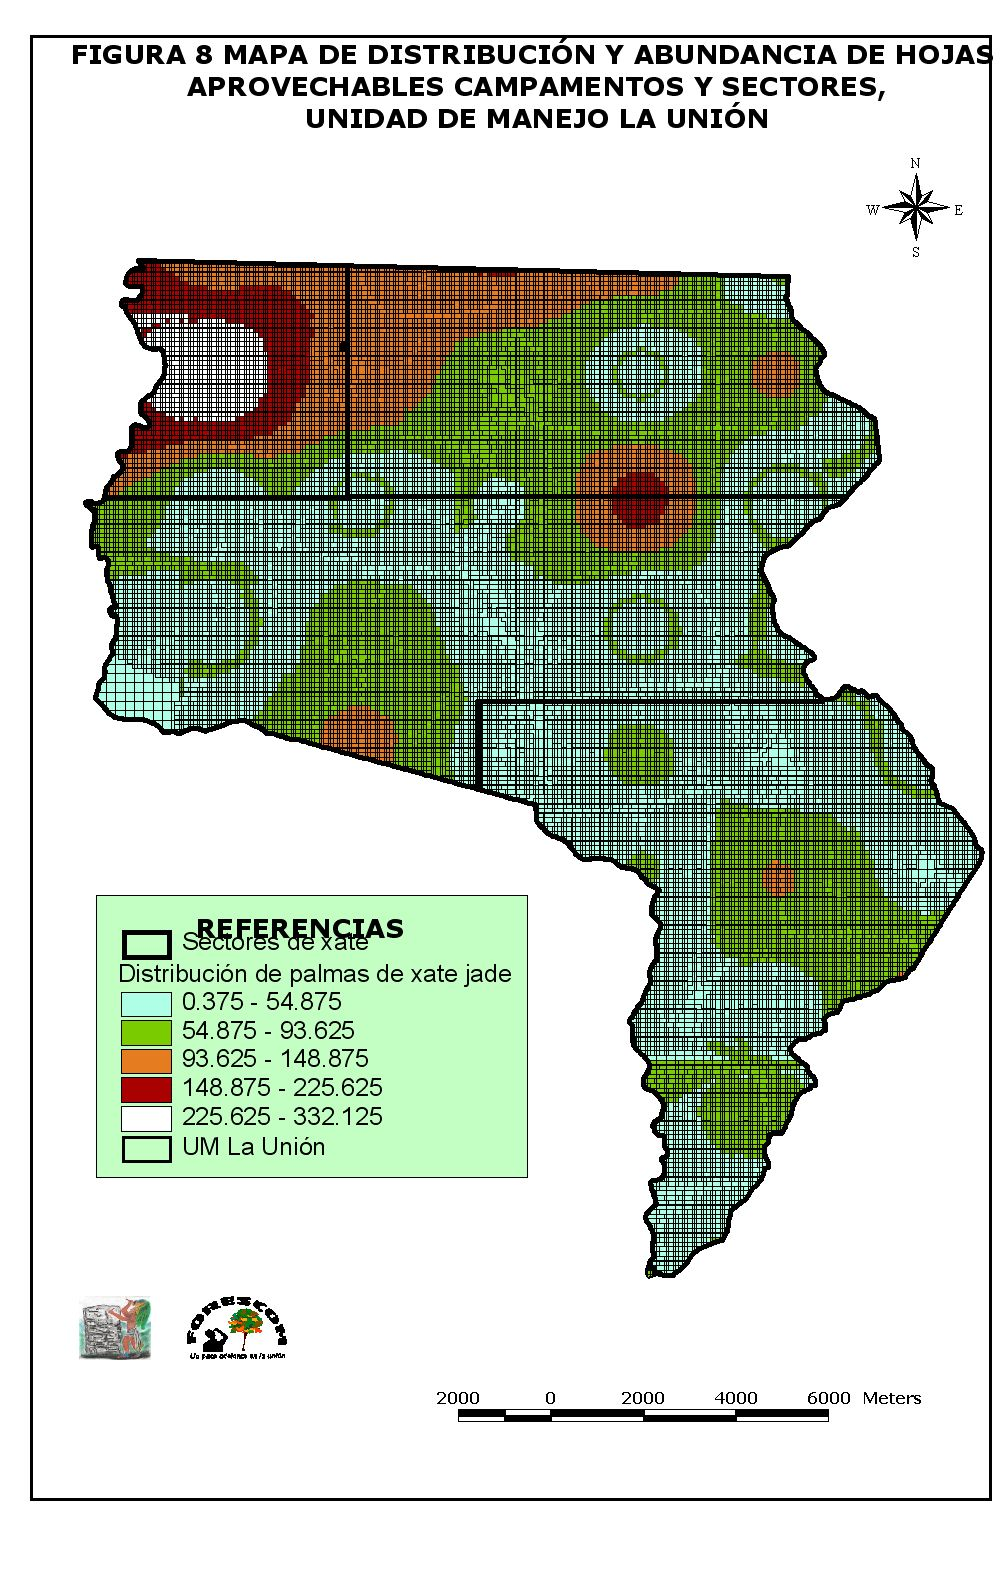 FIGURA 8 MAPA DE DISTRIBUCIÓN Y ABUNDANCIA DE HOJAS
APROVECHABLES CAMPAMENTOS Y SECTORES,
UNIDAD DE MANEJO LA UNIÓN
N
W E
S
REFERENCIAS
Sectores de xate
Distribución de palmas de xate jade
0.375 - 54.875
54.875 - 93.625
93.625 - 148.875
148.875 - 225.625
225.625 - 332.125
UM La Unión
FORESCOM
2000 0 2000 4000 6000 Meters